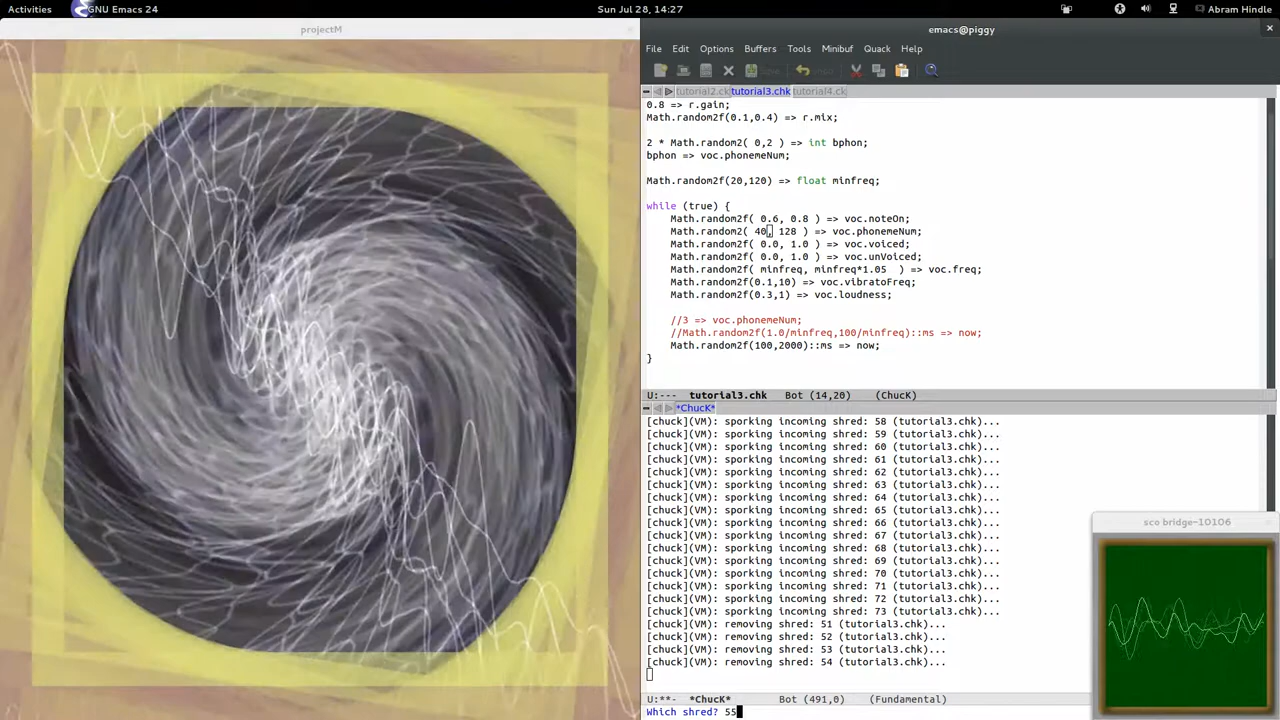 Activities GNU Emacs 24 Sun Jul 28, 14:27 Abram Hindle
projectM
emacs@piggy
File Edit Options Buffers Tools Minibuf Quack Help
Save Undo
tutorial2.ck tutorial3.chk tutorial4.ck
0.8 => r.gain;
Math.random2f(0.1,0.4) => r.mix;
2 * Math.random2( 0,2 ) => int bphon;
bphon => voc.phonemeNum;
Math.random2f(20,120) => float minfreq;
while (true) {
Math.random2f( 0.6, 0.8 ) => voc.noteOn;
Math.random2( 40, 128 ) => voc.phonemeNum;
Math.random2f( 0.0, 1.0 ) => voc.voiced;
Math.random2f( 0.0, 1.0 ) => voc.unVoiced;
Math.random2f( minfreq, minfreq*1.05  ) => voc.freq;
Math.random2f(0.1,10) => voc.vibratoFreq;
Math.random2f(0.3,1) => voc.loudness;
//3 => voc.phonemeNum;
//Math.random2f(1.0/minfreq,100/minfreq)::ms => now;
Math.random2f(100,2000)::ms => now;
}
U:--- tutorial3.chk Bot (14,20) (ChucK)
*ChucK*
[chuck](VM): sporking incoming shred: 58 (tutorial3.chk)...
[chuck](VM): sporking incoming shred: 59 (tutorial3.chk)...
[chuck](VM): sporking incoming shred: 60 (tutorial3.chk)...
[chuck](VM): sporking incoming shred: 61 (tutorial3.chk)...
[chuck](VM): sporking incoming shred: 62 (tutorial3.chk)...
[chuck](VM): sporking incoming shred: 63 (tutorial3.chk)...
[chuck](VM): sporking incoming shred: 64 (tutorial3.chk)...
[chuck](VM): sporking incoming shred: 65 (tutorial3.chk)...
[chuck](VM): sporking incoming shred: 66 (tutorial3.chk)...
[chuck](VM): sporking incoming shred: 67 (tutorial3.chk)...
[chuck](VM): sporking incoming shred: 68 (tutorial3.chk)...
[chuck](VM): sporking incoming shred: 69 (tutorial3.chk)...
[chuck](VM): sporking incoming shred: 70 (tutorial3.chk)...
[chuck](VM): sporking incoming shred: 71 (tutorial3.chk)...
[chuck](VM): sporking incoming shred: 72 (tutorial3.chk)...
[chuck](VM): sporking incoming shred: 73 (tutorial3.chk)...
[chuck](VM): removing shred: 51 (tutorial3.chk)...
[chuck](VM): removing shred: 52 (tutorial3.chk)...
[chuck](VM): removing shred: 53 (tutorial3.chk)...
[chuck](VM): removing shred: 54 (tutorial3.chk)...
sco bridge-10106
U:**- *ChucK* Bot (491,0) (Fundamental)
Which shred? 55